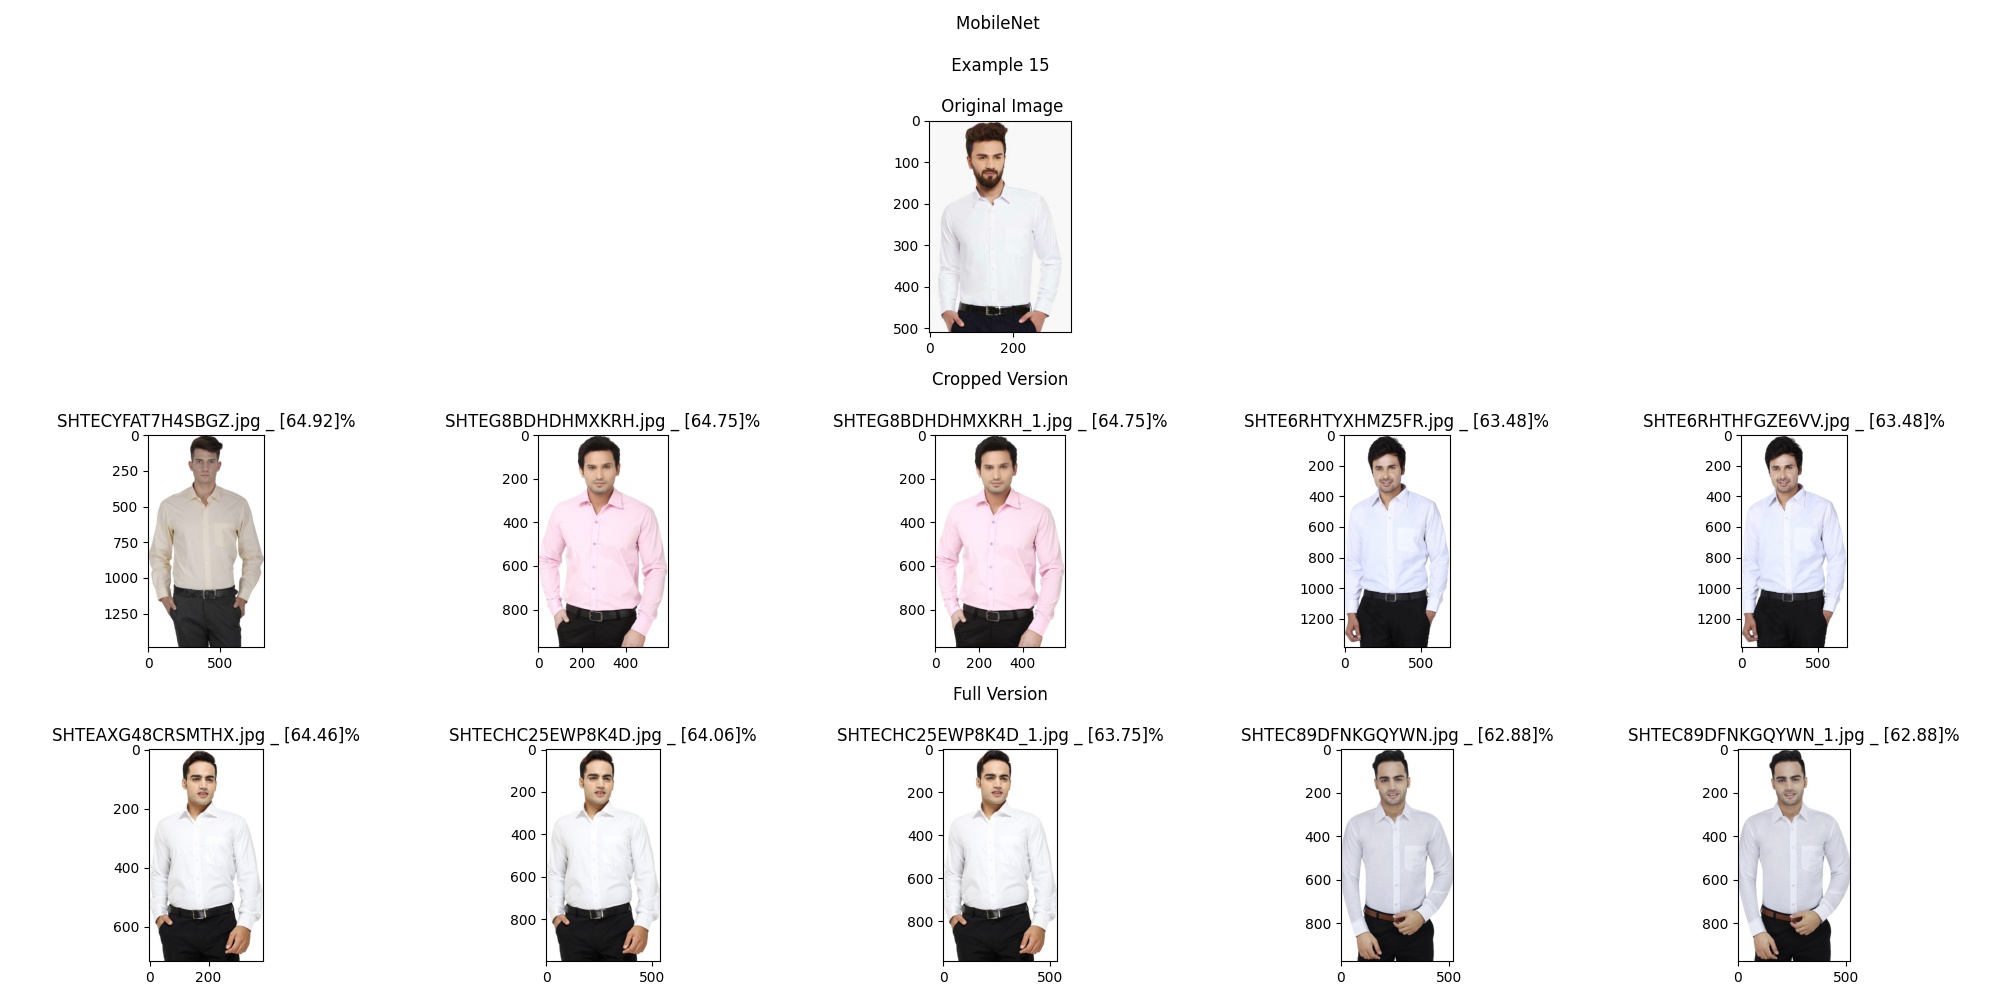 MobileNet
Example 15
Original Image
0
100
200
300
400
500
0 200
Cropped Version
SHTECYFAT7H4SBGZ.jpg _ [64.92]% SHTEG8BDHDHMXKRH.jpg _ [64.75]% SHTEG8BDHDHMXKRH_1.jpg _ [64.75]% SHTE6RHTYXHMZ5FR.jpg _ [63.48]% SHTE6RHTHFGZE6VV.jpg _ [63.48]%
0 250 500 750 1000 1250
0 500
0 200 400 600 800
0 200 400
0 200 400 600 800
0 200 400
0 200 400 600 800 1000 1200
0 500
0 200 400 600 800 1000 1200
0 500
Full Version
SHTEAXG48CRSMTHX.jpg _ [64.46]% SHTECHC25EWP8K4D.jpg _ [64.06]% SHTECHC25EWP8K4D_1.jpg _ [63.75]% SHTEC89DFNKGQYWN.jpg _ [62.88]% SHTEC89DFNKGQYWN_1.jpg _ [62.88]%
0 200 400 600
0 200
0 200 400 600 800
0 500
0 200 400 600 800
0 500
0 200 400 600 800
0 500
0 200 400 600 800
0 500